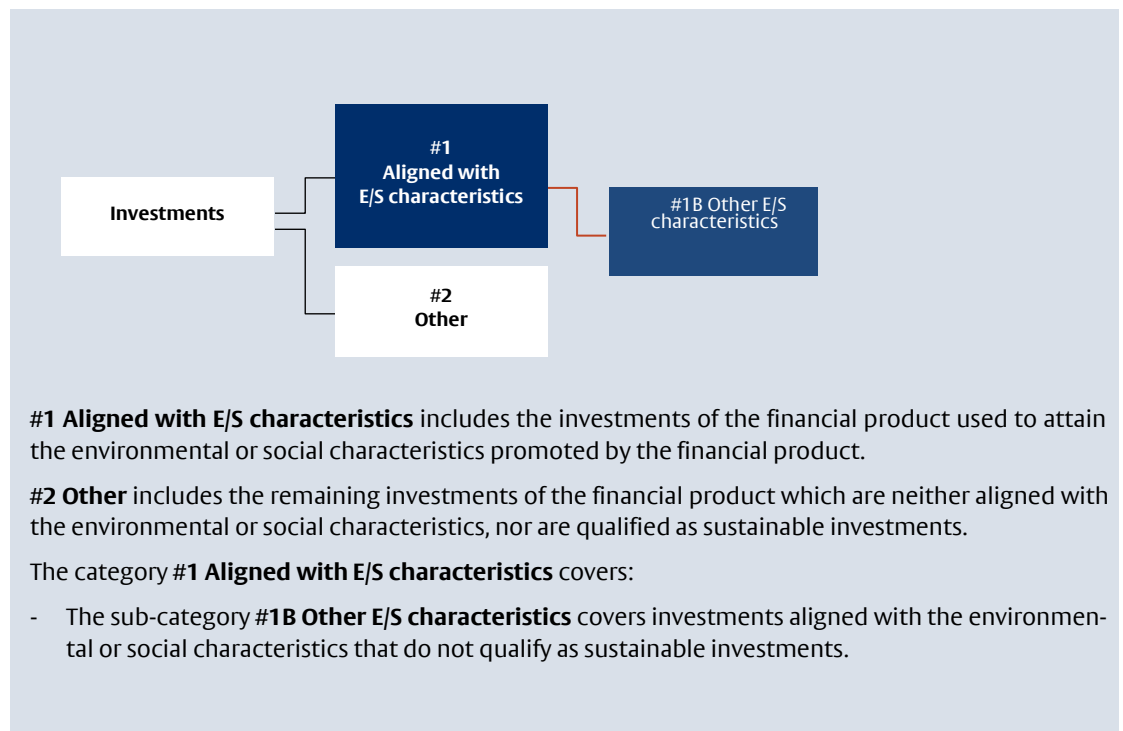 #1
Aligned with
E/S characteristics
Investments
#1B Other E/S
characteristics
#2
Other
#1 Aligned with E/S characteristics includes the investments of the financial product used to attain
the environmental or social characteristics promoted by the financial product.
#2 Other includes the remaining investments of the financial product which are neither aligned with
the environmental or social characteristics, nor are qualified as sustainable investments.
The category #1 Aligned with E/S characteristics covers:
- The sub-category #1B Other E/S characteristics covers investments aligned with the environmen-
tal or social characteristics that do not qualify as sustainable investments.